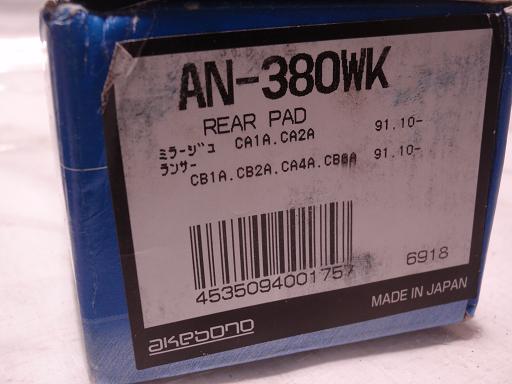 AN-380WK
REAR PAD
ミラージュ CA1A.CA2A 91.10-
ランサー CB1A.CB2A.CA4A.CB6A 91.10-
4535094001757
6918
akebono
MADE IN JAPAN